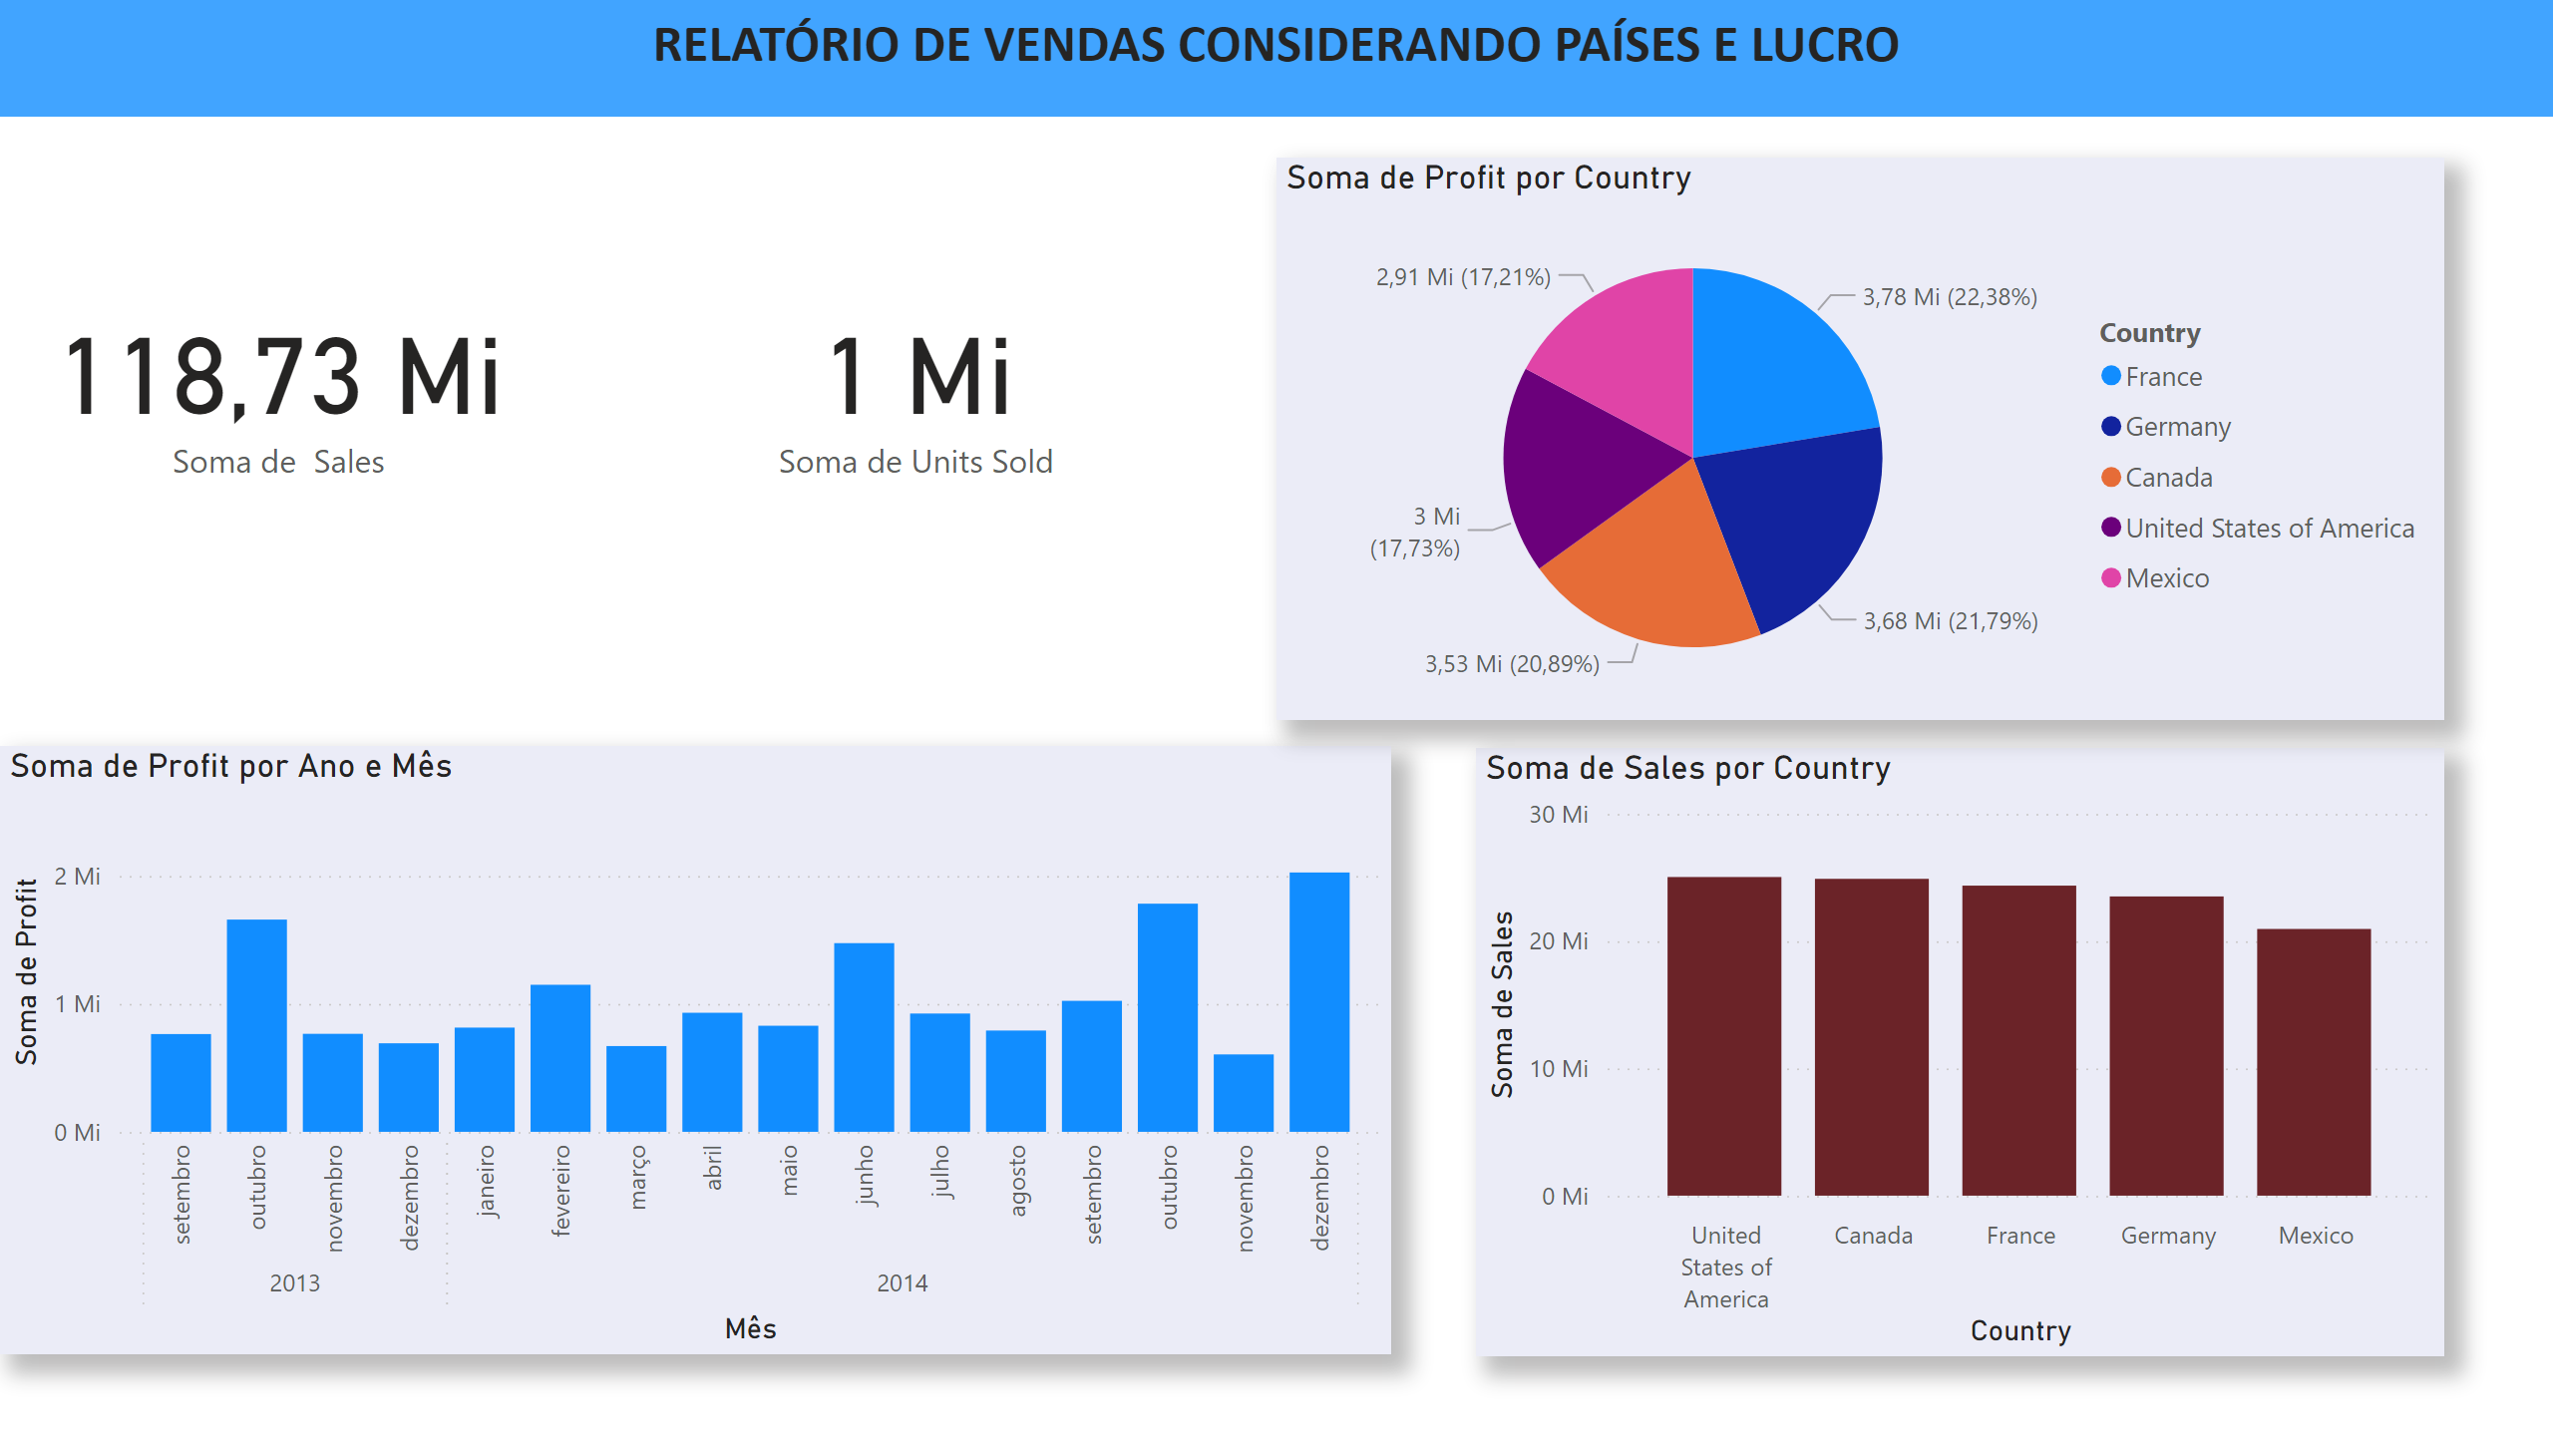 RELATÓRIO DE VENDAS CONSIDERANDO PAÍSES E LUCRO
118,73 Mi
Soma de  Sales
1 Mi
Soma de Units Sold
Soma de Profit por Country
2,91 Mi (17,21%)
3,78 Mi (22,38%)
3 Mi
(17,73%)
3,53 Mi (20,89%)
3,68 Mi (21,79%)
Country
France
Germany
Canada
United States of America
Mexico
Soma de Profit por Ano e Mês
Soma de Profit
2 Mi
1 Mi
0 Mi
setembro
outubro
novembro
dezembro
janeiro
fevereiro
março
abril
maio
junho
julho
agosto
setembro
outubro
novembro
dezembro
2013
2014
Mês
Soma de Sales por Country
Soma de Sales
30 Mi
20 Mi
10 Mi
0 Mi
United
States of
America
Canada
France
Germany
Mexico
Country